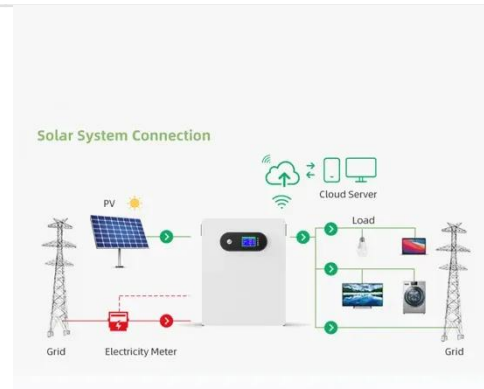 Solar System Connection
Cloud Server
PV
Load
Grid
Electricity Meter
Grid